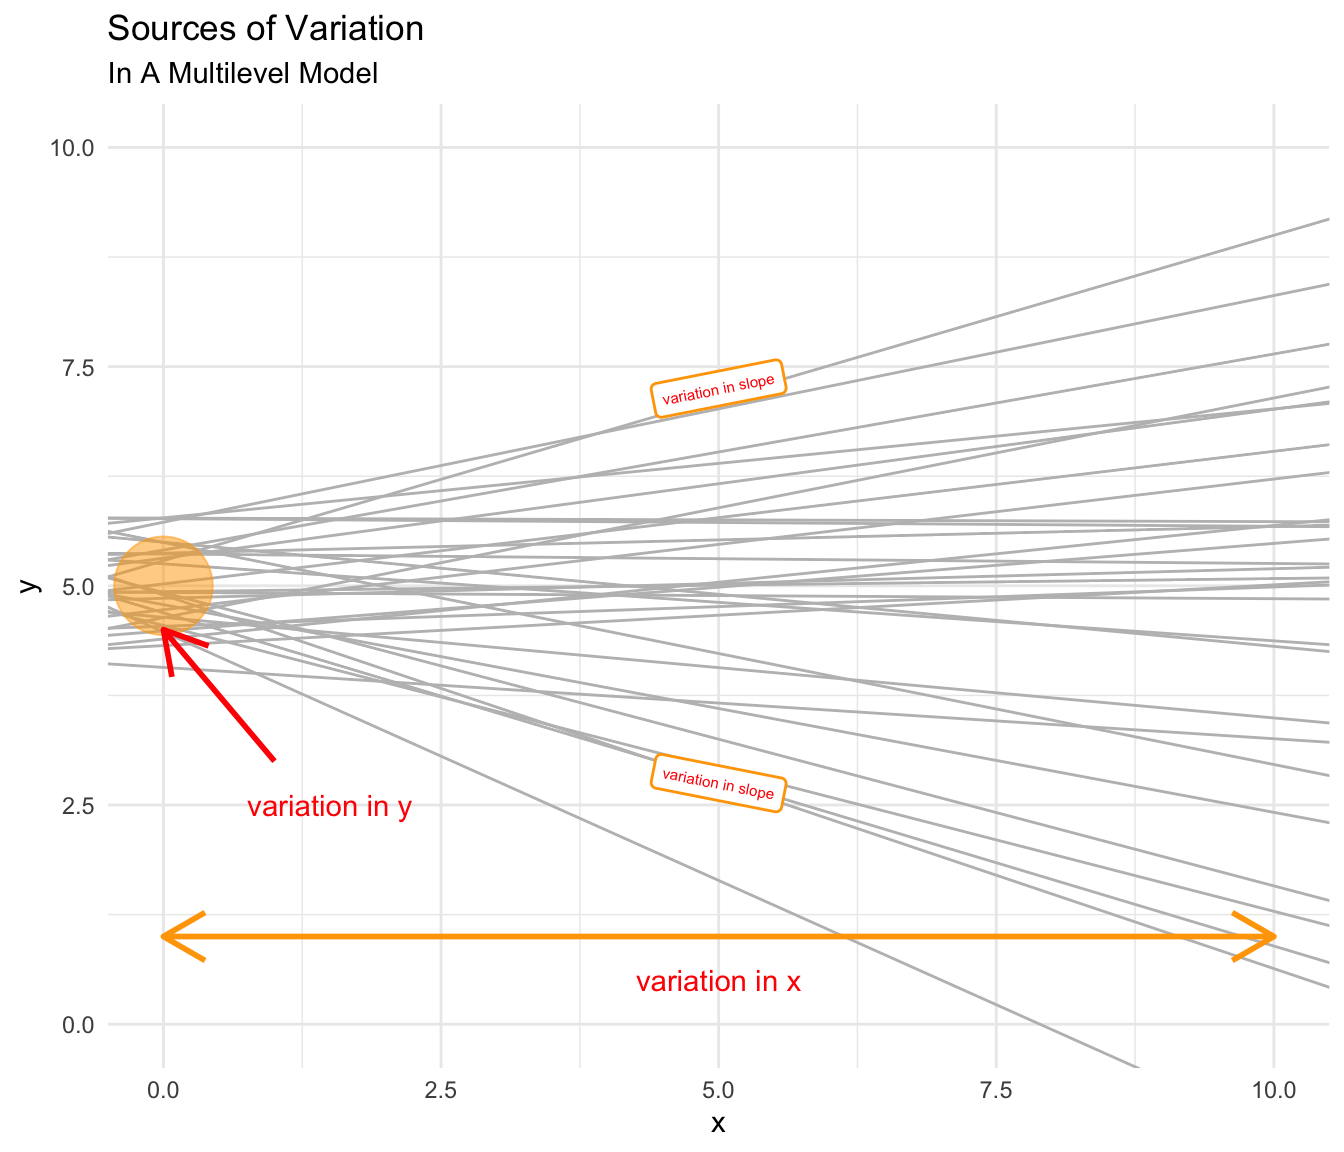 Sources of Variation
In A Multilevel Model
10.0
7.5
variation in slope
y
5.0
variation in slope
variation in y
2.5
variation in x
0.0
0.0 2.5 5.0 7.5 10.0
x